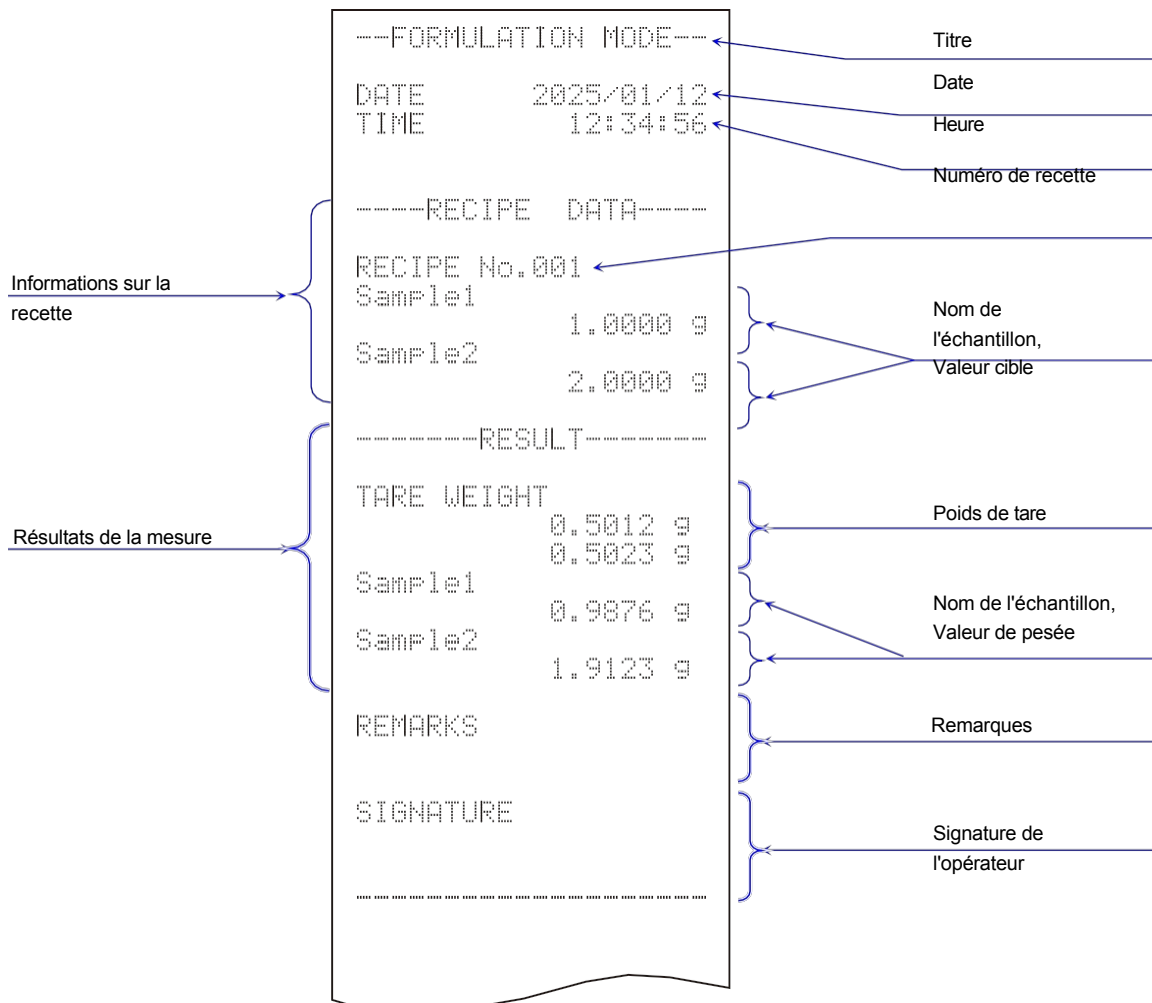 --FORMULATION MODE--
DATE 2025/01/12
TIME 12:34:56
----RECIPE DATA----
RECIPE No.001
Sample1
1.0000 g
Sample2
2.0000 g
-------RESULT-------
TARE WEIGHT
0.5012 g
0.5023 g
Sample1
0.9876 g
Sample2
1.9123 g
REMARKS
SIGNATURE
Informations sur la
recette
Résultats de la mesure
Titre
Date
Heure
Numéro de recette
Nom de
l'échantillon,
Valeur cible
Poids de tare
Nom de l'échantillon,
Valeur de pesée
Remarques
Signature de
l'opérateur